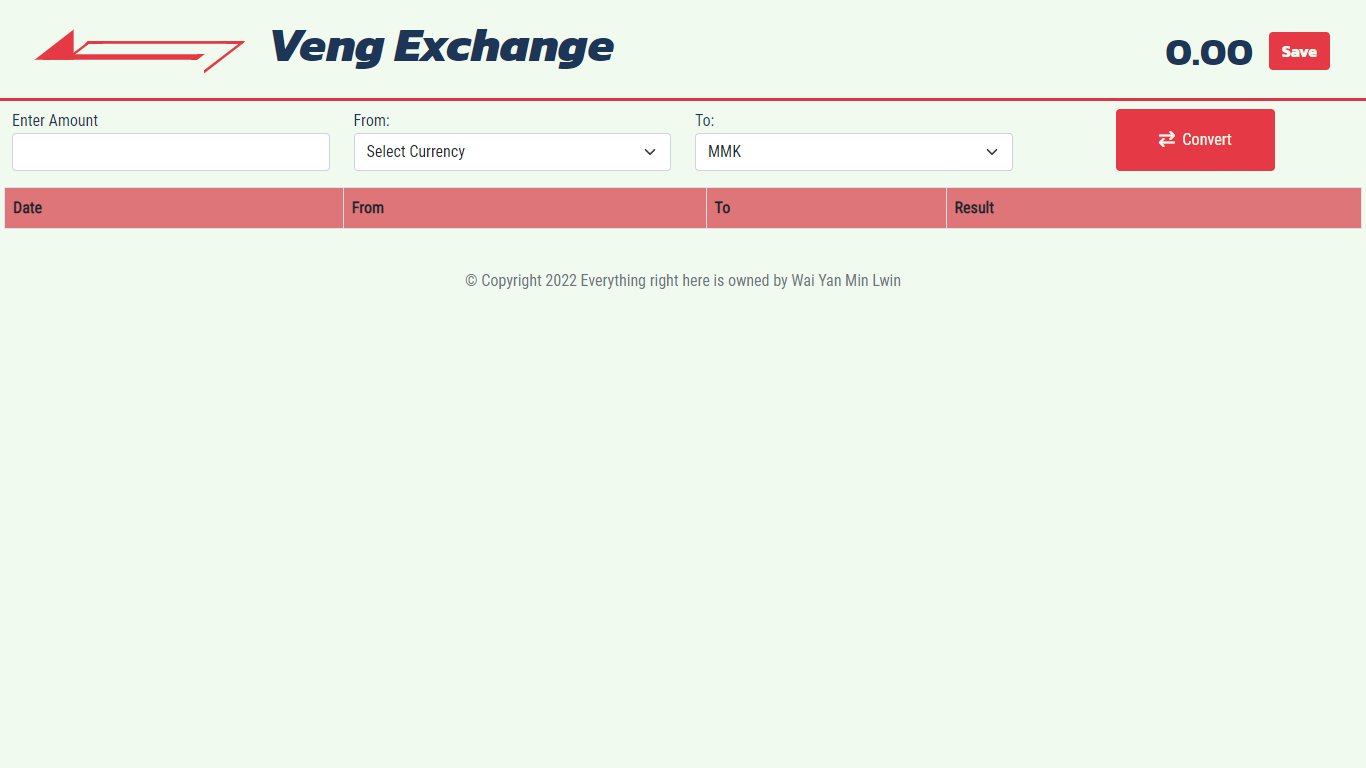 Veng Exchange
0.00 Save
Enter Amount From: To:
Select Currency MMK Convert
Date From To Result
© Copyright 2022 Everything right here is owned by Wai Yan Min Lwin